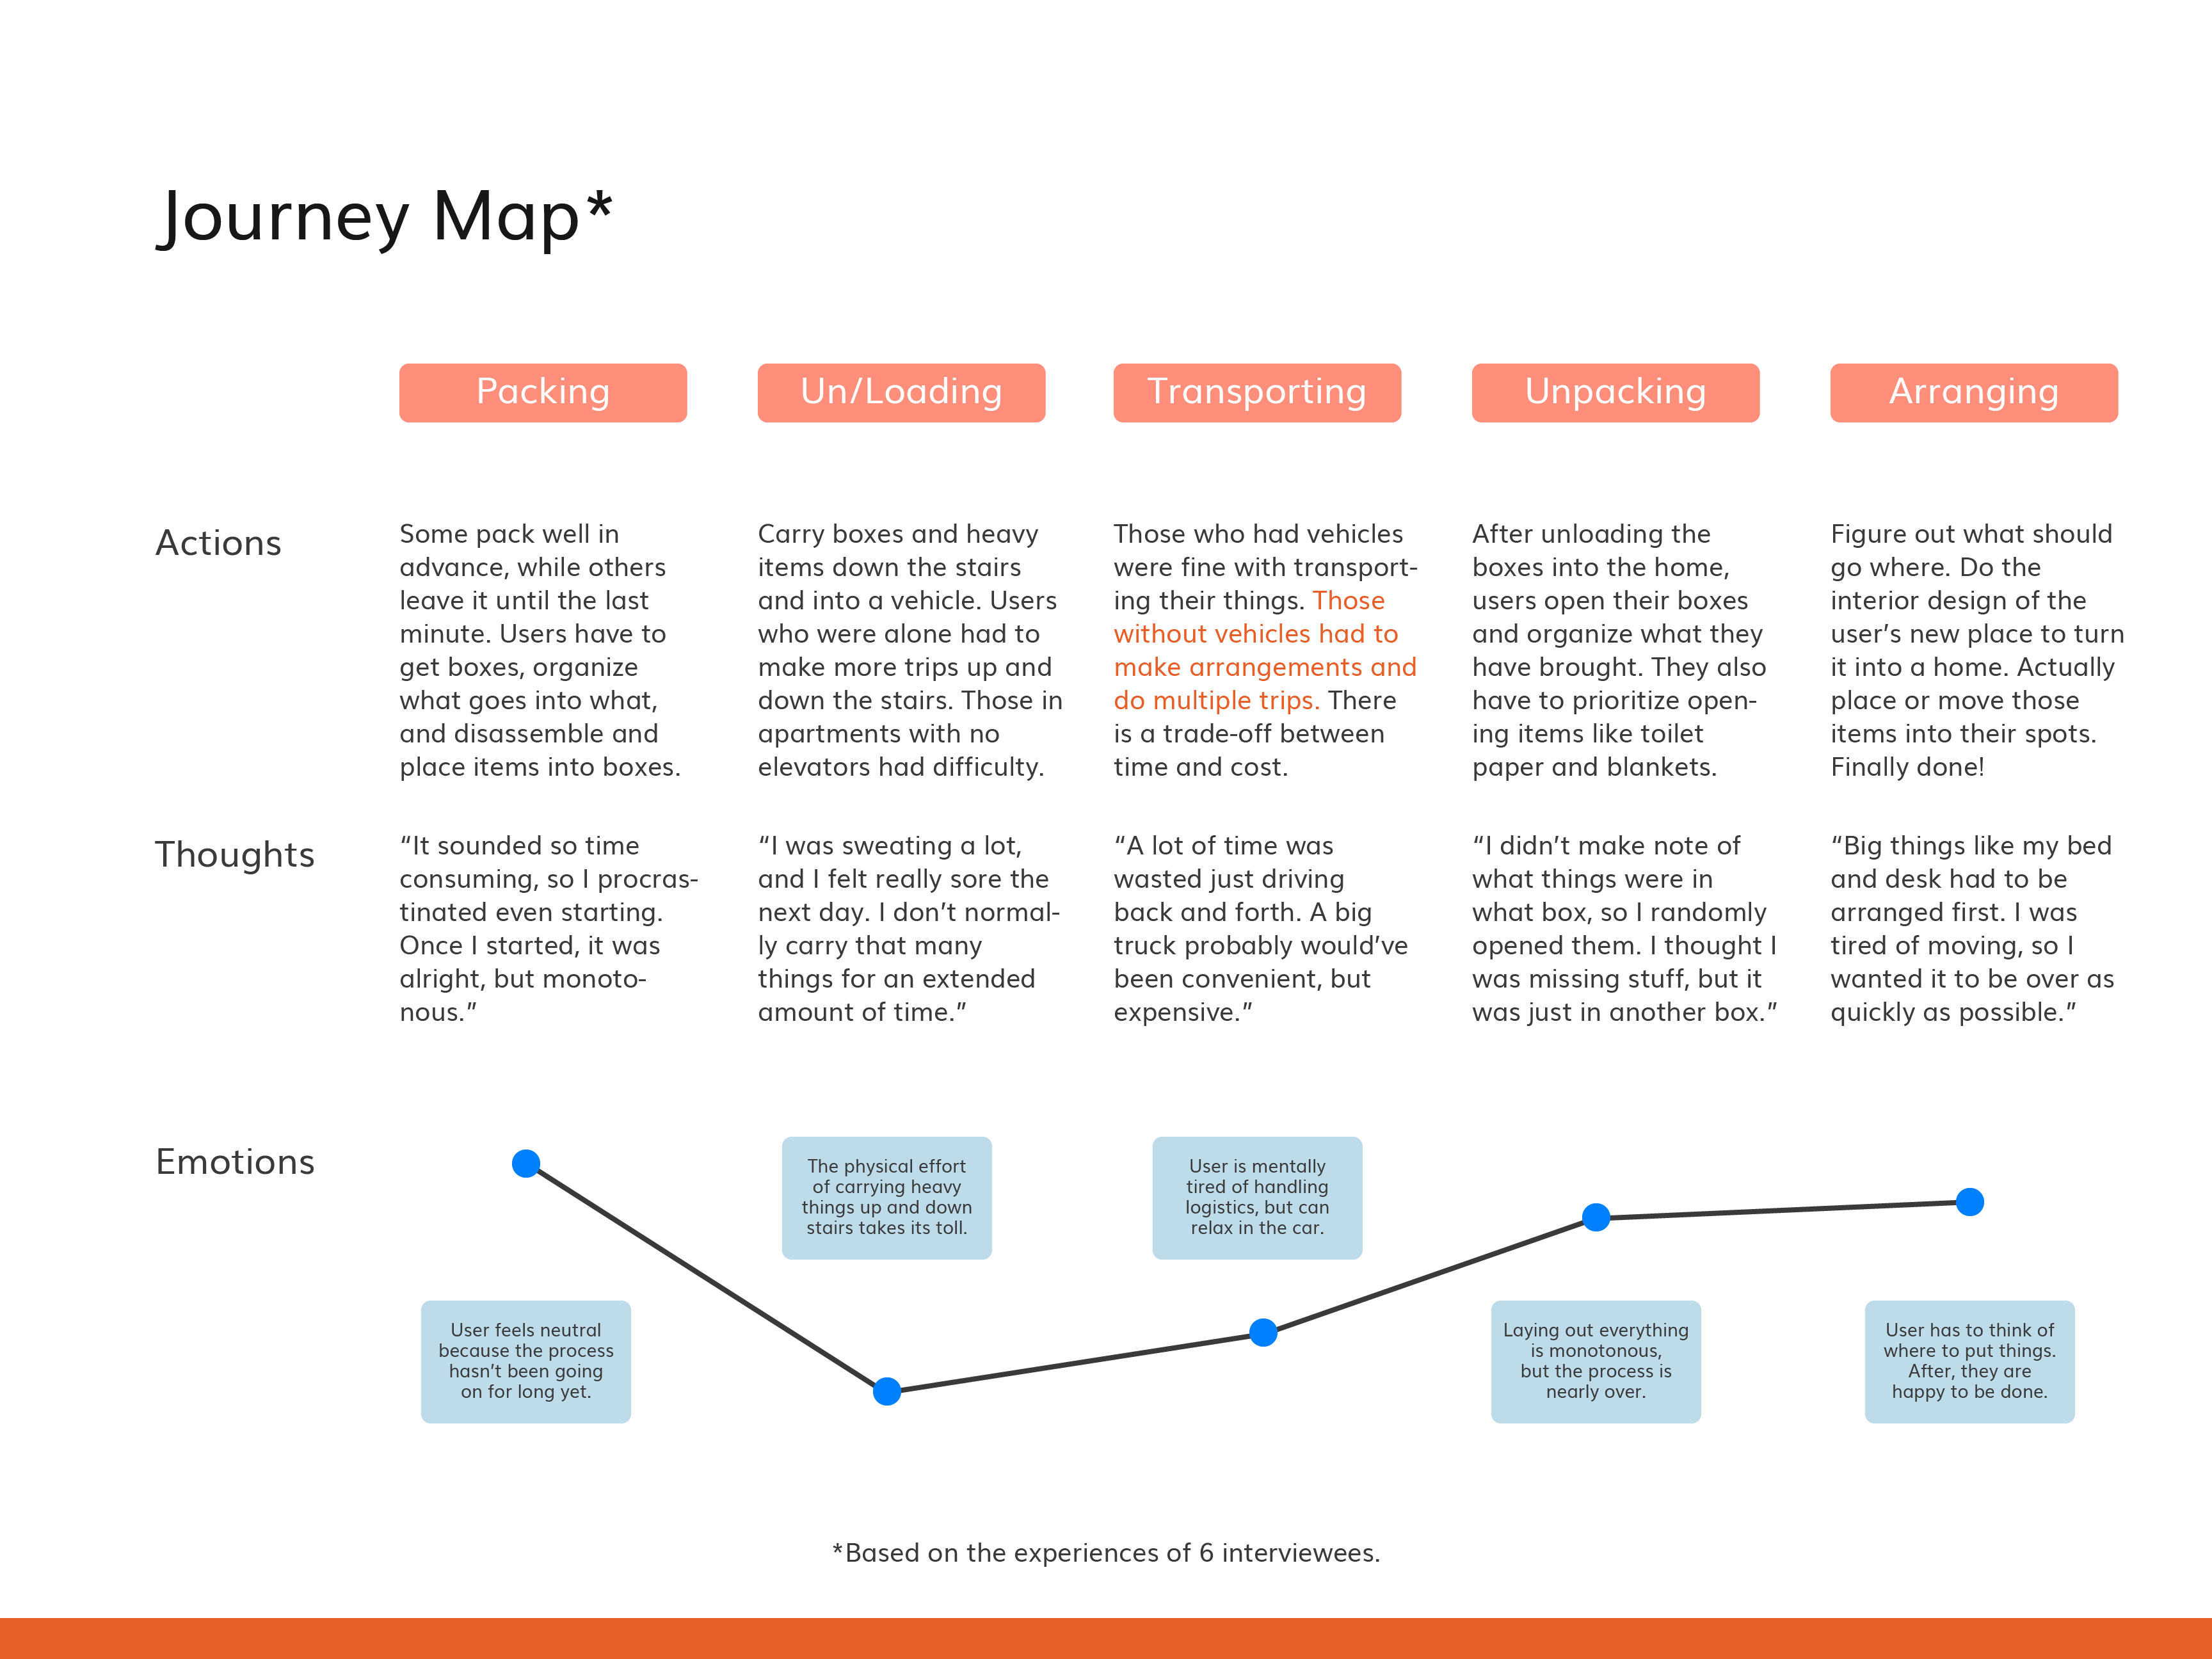 Journey Map*
Packing
Un/Loading
Transporting
Unpacking
Arranging
Actions
Some pack well in
advance, while others
leave it until the last
minute. Users have to
get boxes, organize
what goes into what,
and disassemble and
place items into boxes.
Carry boxes and heavy
items down the stairs
and into a vehicle. Users
who were alone had to
make more trips up and
down the stairs. Those in
apartments with no
elevators had difficulty.
Those who had vehicles
were fine with transport-
ing their things. Those
without vehicles had to
make arrangements and
do multiple trips. There
is a trade-off between
time and cost.
After unloading the
boxes into the home,
users open their boxes
and organize what they
have brought. They also
have to prioritize open-
ing items like toilet
paper and blankets.
Figure out what should
go where. Do the
interior design of the
user’s new place to turn
it into a home. Actually
place or move those
items into their spots.
Finally done!
Thoughts
“It sounded so time
consuming, so I procras-
tinated even starting.
Once I started, it was
alright, but monoto-
nous.”
“I was sweating a lot,
and I felt really sore the
next day. I don’t normal-
ly carry that many
things for an extended
amount of time.”
“A lot of time was
wasted just driving
back and forth. A big
truck probably would’ve
been convenient, but
expensive.”
“I didn’t make note of
what things were in
what box, so I randomly
opened them. I thought I
was missing stuff, but it
was just in another box.”
“Big things like my bed
and desk had to be
arranged first. I was
tired of moving, so I
wanted it to be over as
quickly as possible.”
Emotions
User feels neutral
because the process
hasn’t been going
on for long yet.
The physical effort
of carrying heavy
things up and down
stairs takes its toll.
User is mentally
tired of handling
logistics, but can
relax in the car.
Laying out everything
is monotonous,
but the process is
nearly over.
User has to think of
where to put things.
After, they are
happy to be done.
*Based on the experiences of 6 interviewees.